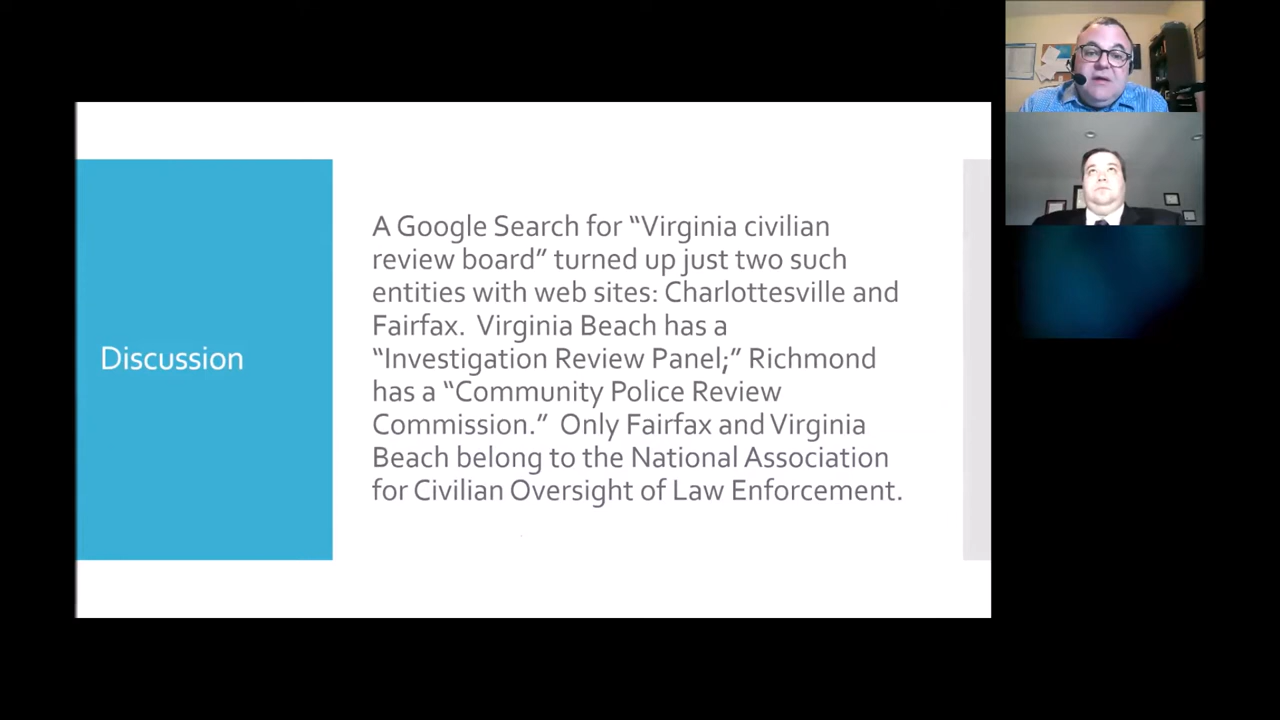 Discussion
A Google Search for “Virginia civilian
review board” turned up just two such
entities with web sites: Charlottesville and
Fairfax.  Virginia Beach has a
“Investigation Review Panel;” Richmond
has a “Community Police Review
Commission.”  Only Fairfax and Virginia
Beach belong to the National Association
for Civilian Oversight of Law Enforcement.